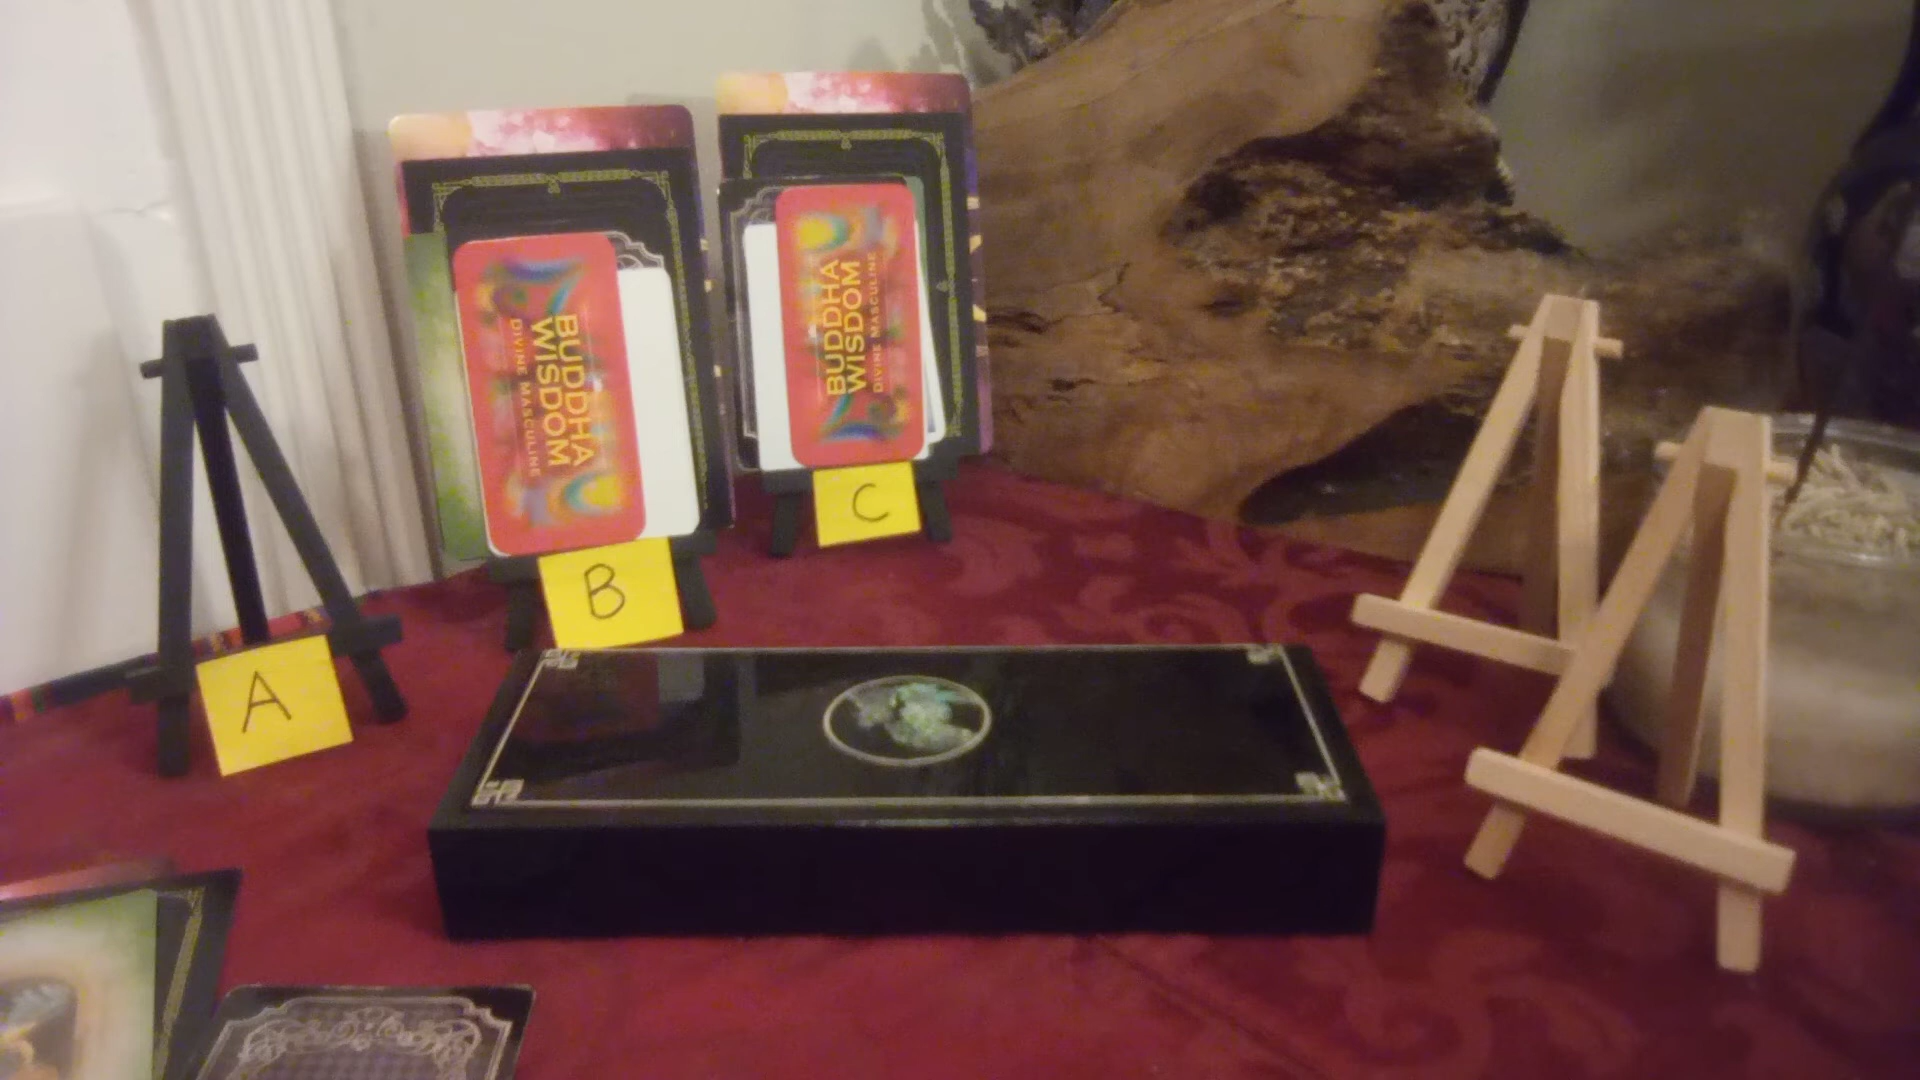 BUDDHA
WISDOM
DIVINE MASCULINE
BUDDHA
WISDOM
DIVINE MASCULINE
A
B
C